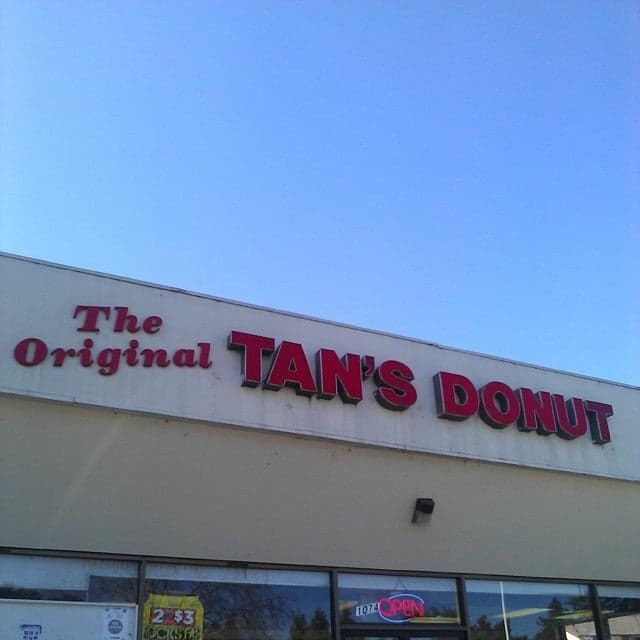 The
Original TAN'S DONUT
1074 OPEN
2 $3